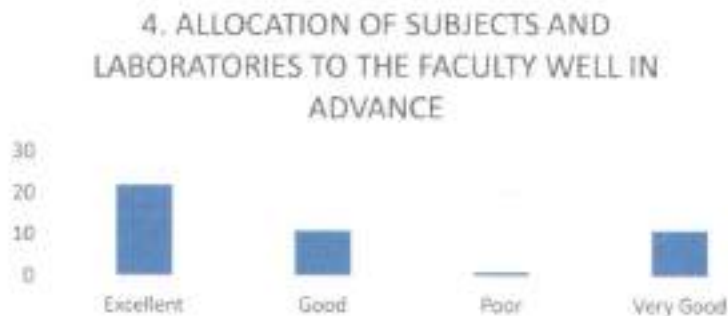 4. ALLOCATION OF SUBJECTS AND
LABORATORIES TO THE FACULTY WELL IN
ADVANCE
30
20
10
0
Excellent Good Poor Very Good